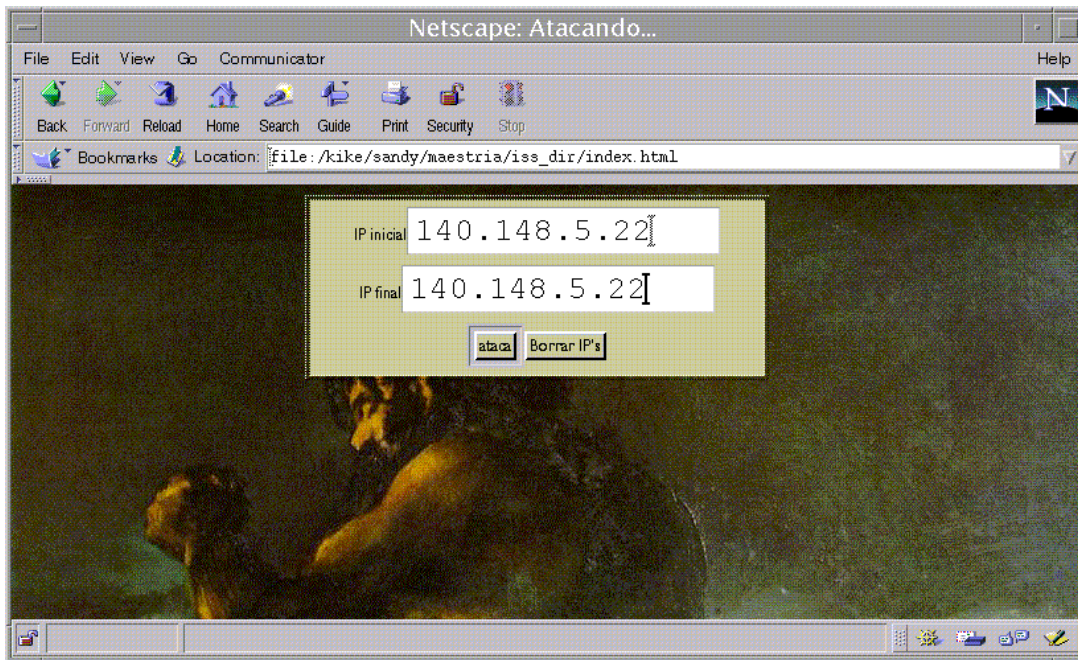 Netscape: Atacando...
File Edit View Go Communicator Help
Back Forward Reload Home Search Guide Print Security Stop
N
Bookmarks Location: file:/kike/sandy/maestria/iss_dir/index.html
IP inicial 140.148.5.22
IP final 140.148.5.22
ataca Borrar IP's